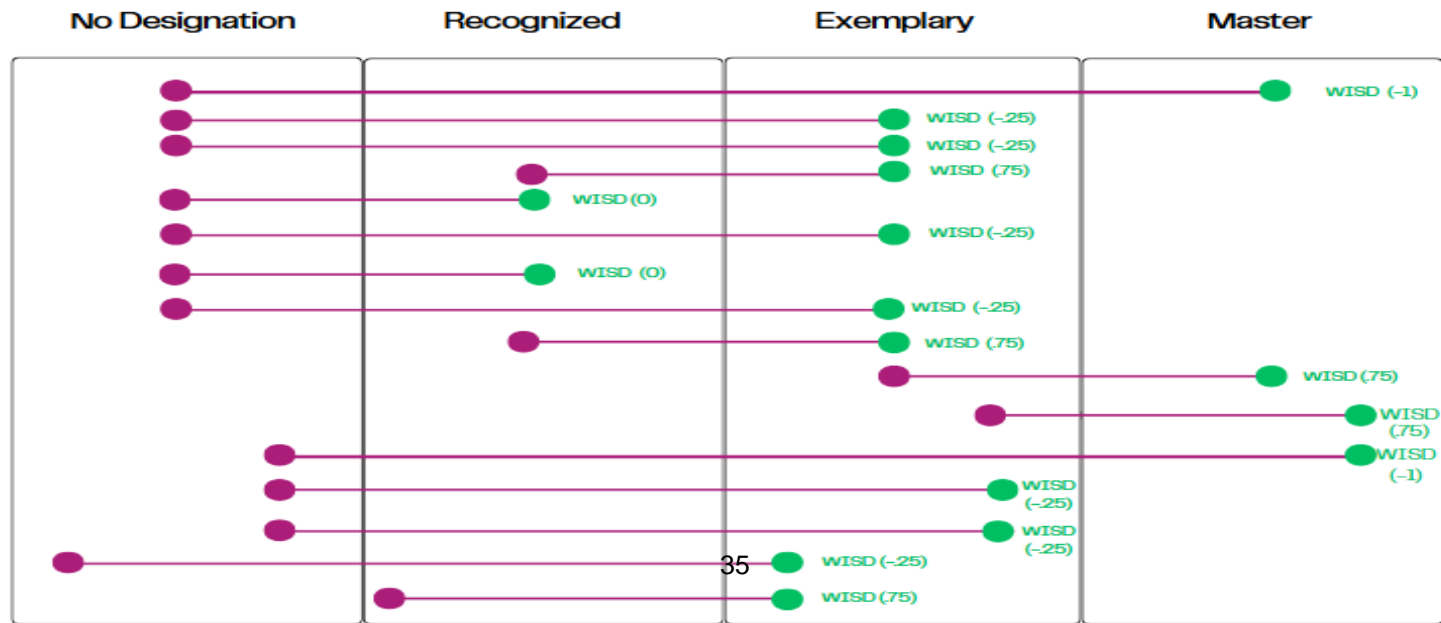 No Designation Recognized Exemplary Master
WISD (-1)
WISD (-.25)
WISD (-.25)
WISD (.75)
WISD (0)
WISD (-.25)
WISD (0)
WISD (-.25)
WISD (.75)
WISD (.75)
WISD
(.75)
WISD
(-1)
WISD
(-.25)
WISD
(-.25)
35
WISD (-.25)
WISD (.75)